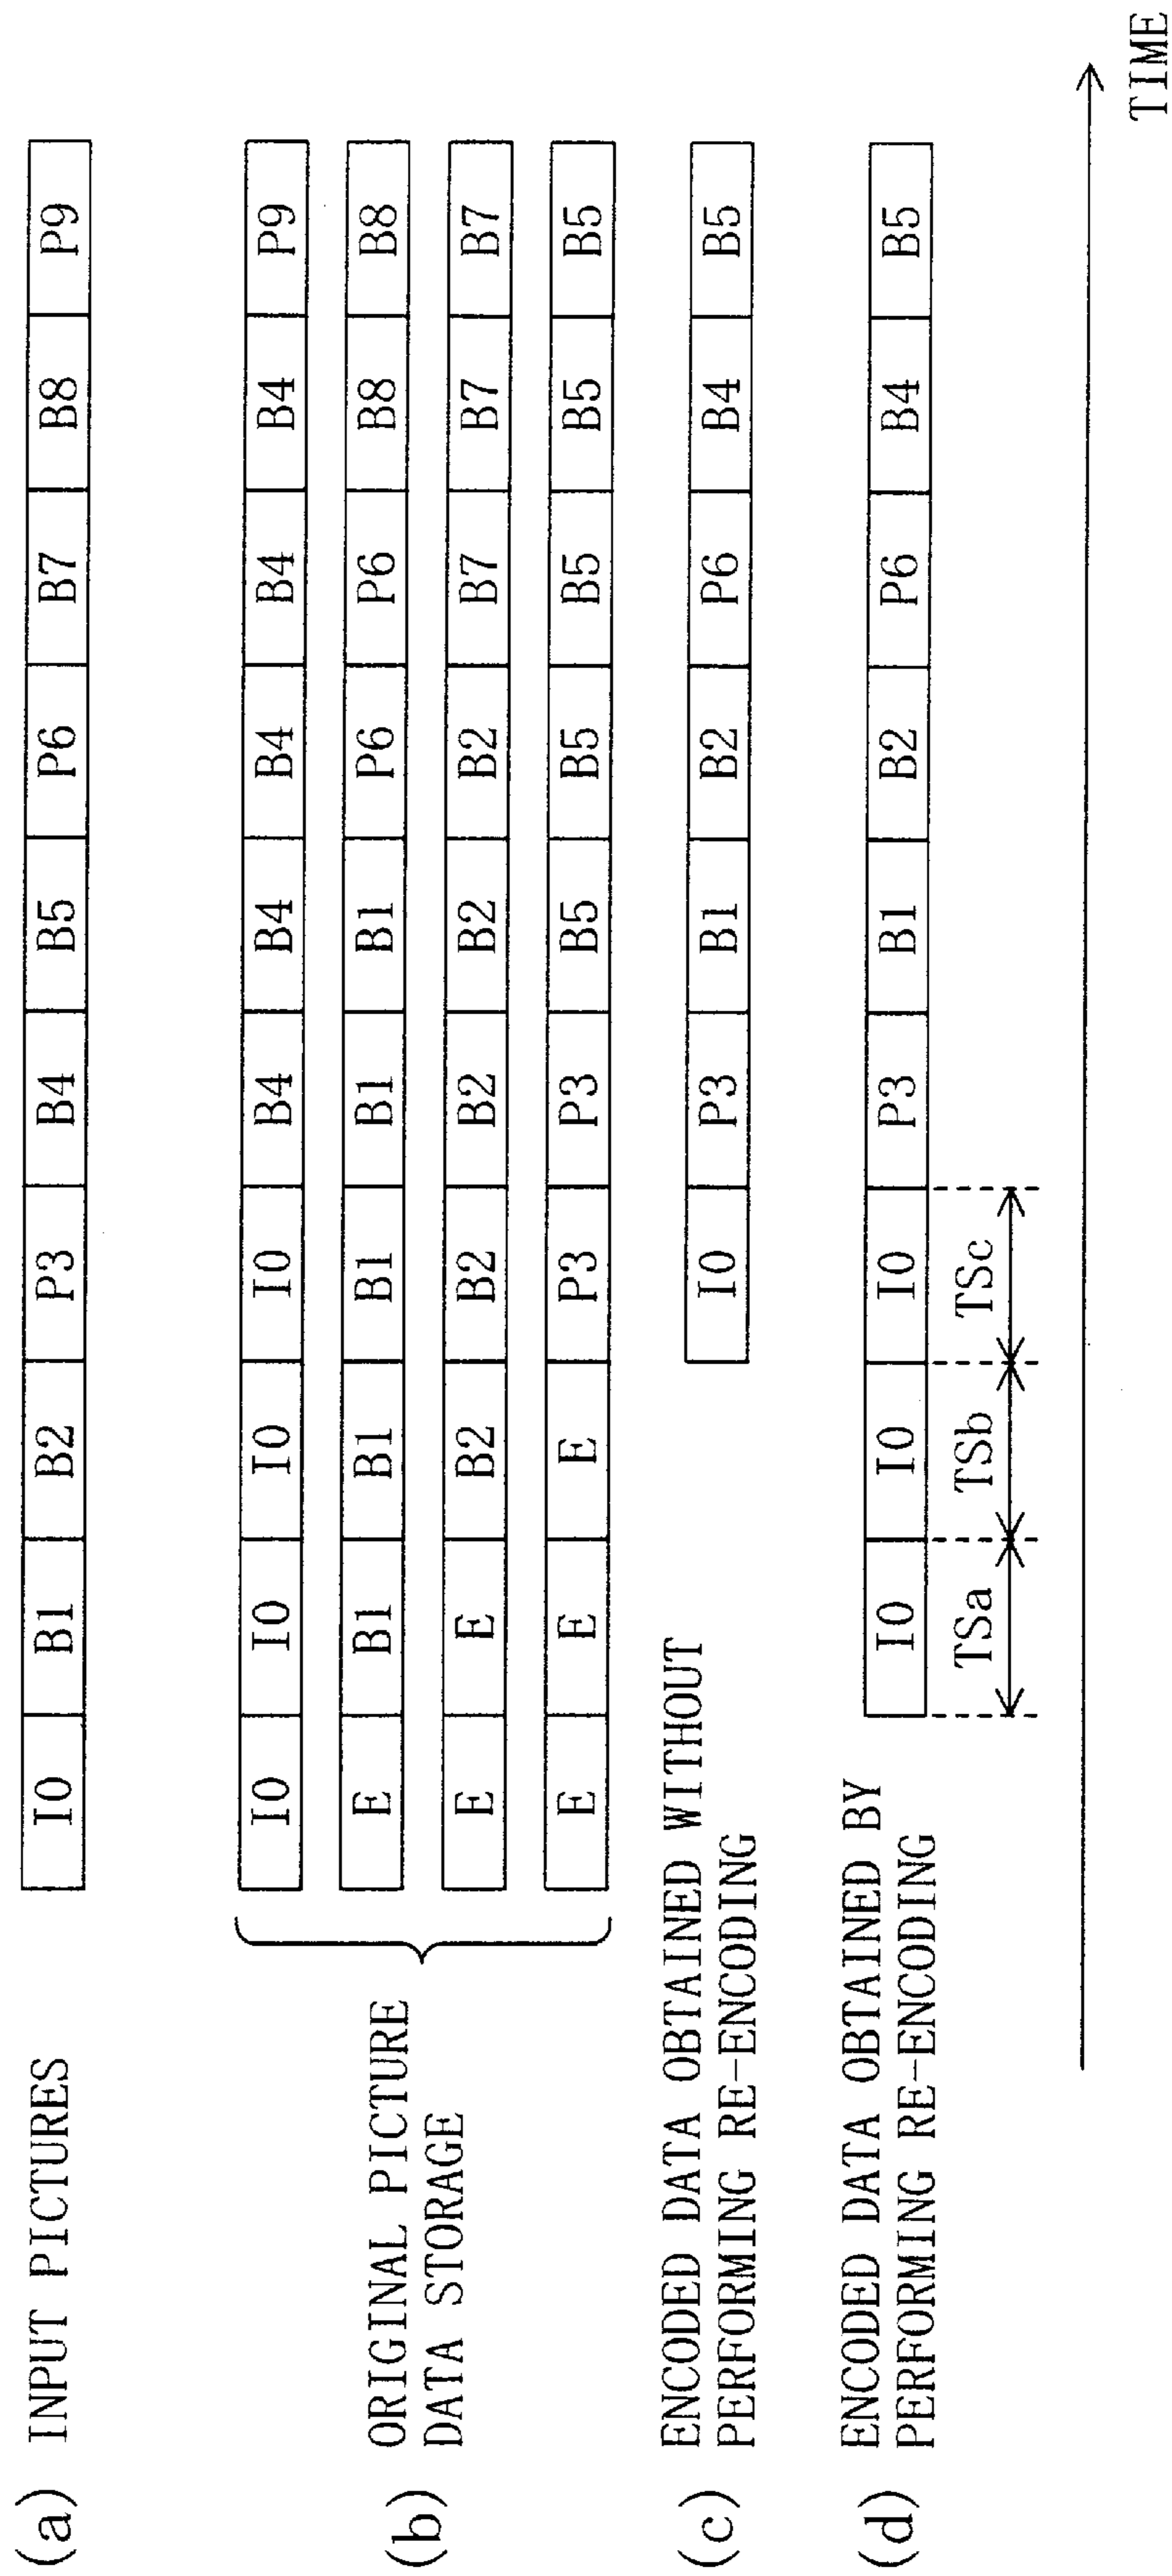 (a) INPUT PICTURES
I0 B1 B2 P3 B4 B5 P6 B7 B8 P9
(b) ORIGINAL PICTURE
DATA STORAGE
I0 I0 I0 I0 B4 B4 B4 B4 B4 P9
E B1 B1 B1 B1 B1 P6 P6 B8 B8
E E B2 B2 B2 B2 B2 B7 B7 B7
E E E P3 P3 B5 B5 B5 B5 B5
(c) ENCODED DATA OBTAINED WITHOUT
PERFORMING RE-ENCODING
I0 P3 B1 B2 P6 B4 B5
(d) ENCODED DATA OBTAINED BY
PERFORMING RE-ENCODING
I0 I0 I0 P3 B1 B2 P6 B4 B5
TSa TSb TSc
TIME